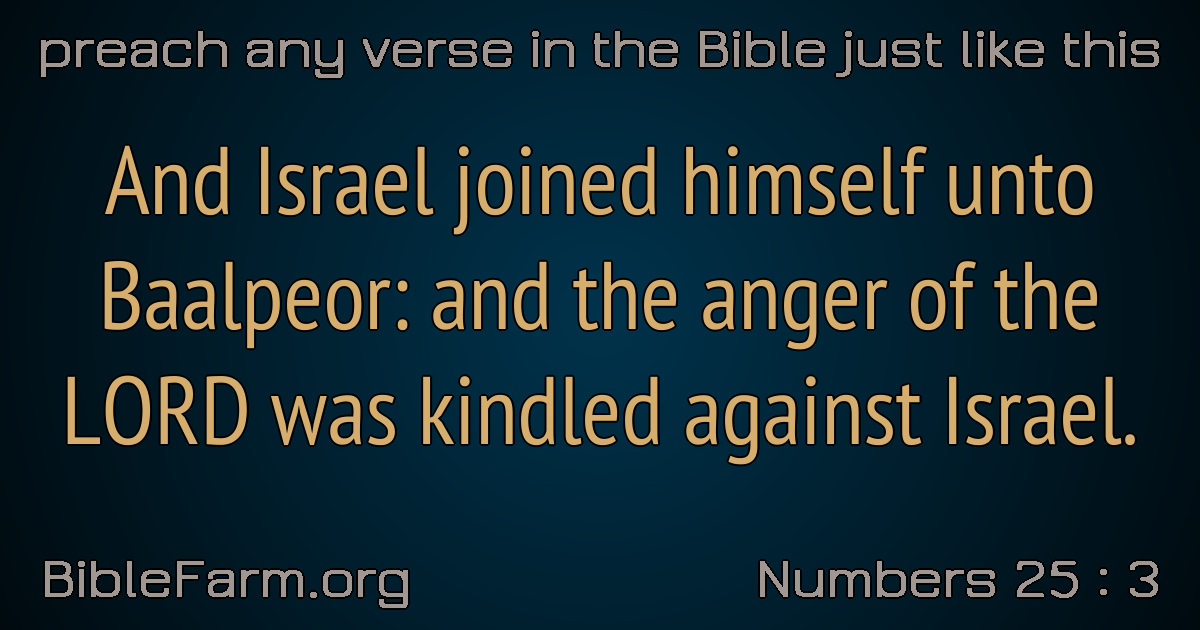 preach any verse in the Bible just like this
And Israel joined himself unto
Baalpeor: and the anger of the
LORD was kindled against Israel.
BibleFarm.org
Numbers 25 : 3